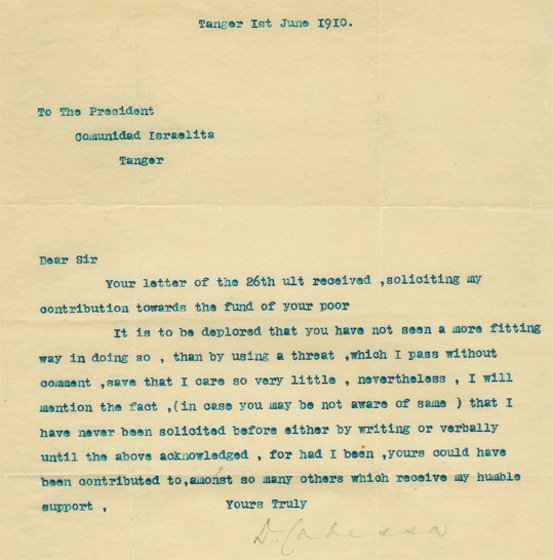 Tanger 1st June 1910.
To The President
Comunidad Israelita
Tanger
Dear Sir
Your letter of the 26th ult received ,soliciting my
contribution towards the fund of your poor
It is to be deplored that you have not seen a more fitting
way in doing so , than by using a threat ,which I pass without
comment ,save that I care so very little , nevertheless , I will
mention the fact ,(in case you may be not aware of same ) that I
have never been solicited before either by writing or verbally
until the above acknowledged , for had I been ,yours could have
been contributed to,amonst so many others which receive my humble
support , Yours Truly
D. Cabessa